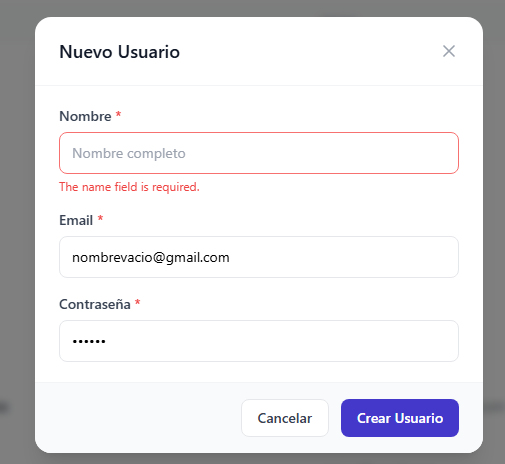 Nuevo Usuario
Nombre *
Nombre completo
The name field is required.
Email *
nombrevacio@gmail.com
Contraseña *
••••••
Cancelar
Crear Usuario